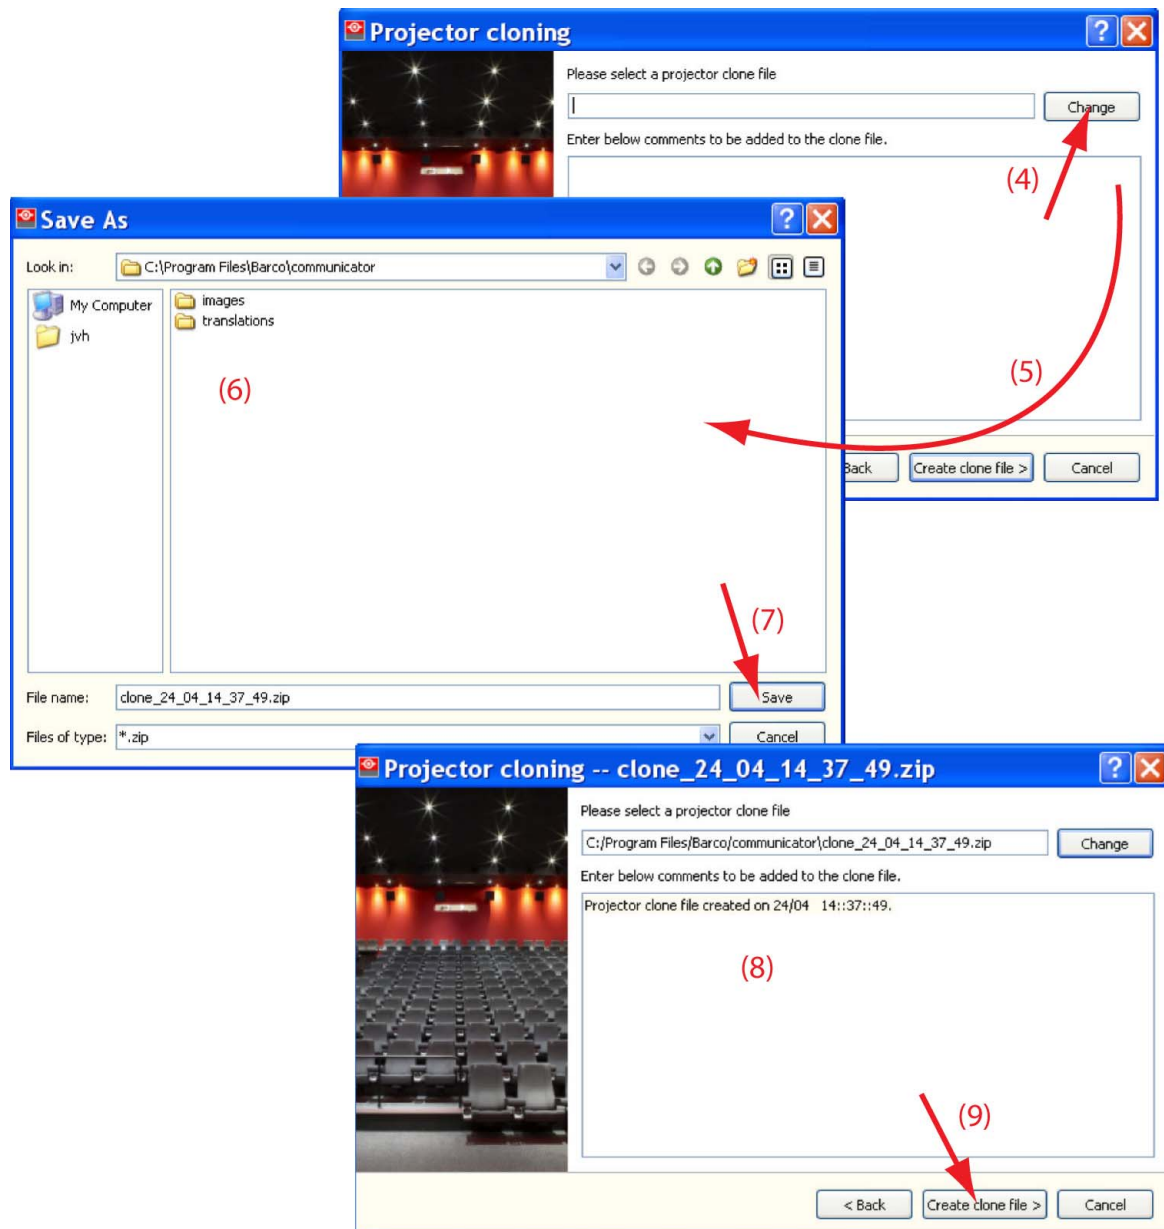 Projector cloning
Please select a projector clone file
Change
Enter below comments to be added to the clone file.
(4)
(5)
Back
Create clone file >
Cancel
Save As
Look in:
C:\Program Files\Barco\communicator
My Computer
jvh
images
translations
(6)
(7)
File name:
clone_24_04_14_37_49.zip
Save
Files of type:
*.zip
Cancel
Projector cloning -- clone_24_04_14_37_49.zip
Please select a projector clone file
C:/Program Files/Barco/communicator\clone_24_04_14_37_49.zip
Change
Enter below comments to be added to the clone file.
Projector clone file created on 24/04 14::37::49.
(8)
(9)
< Back
Create clone file >
Cancel